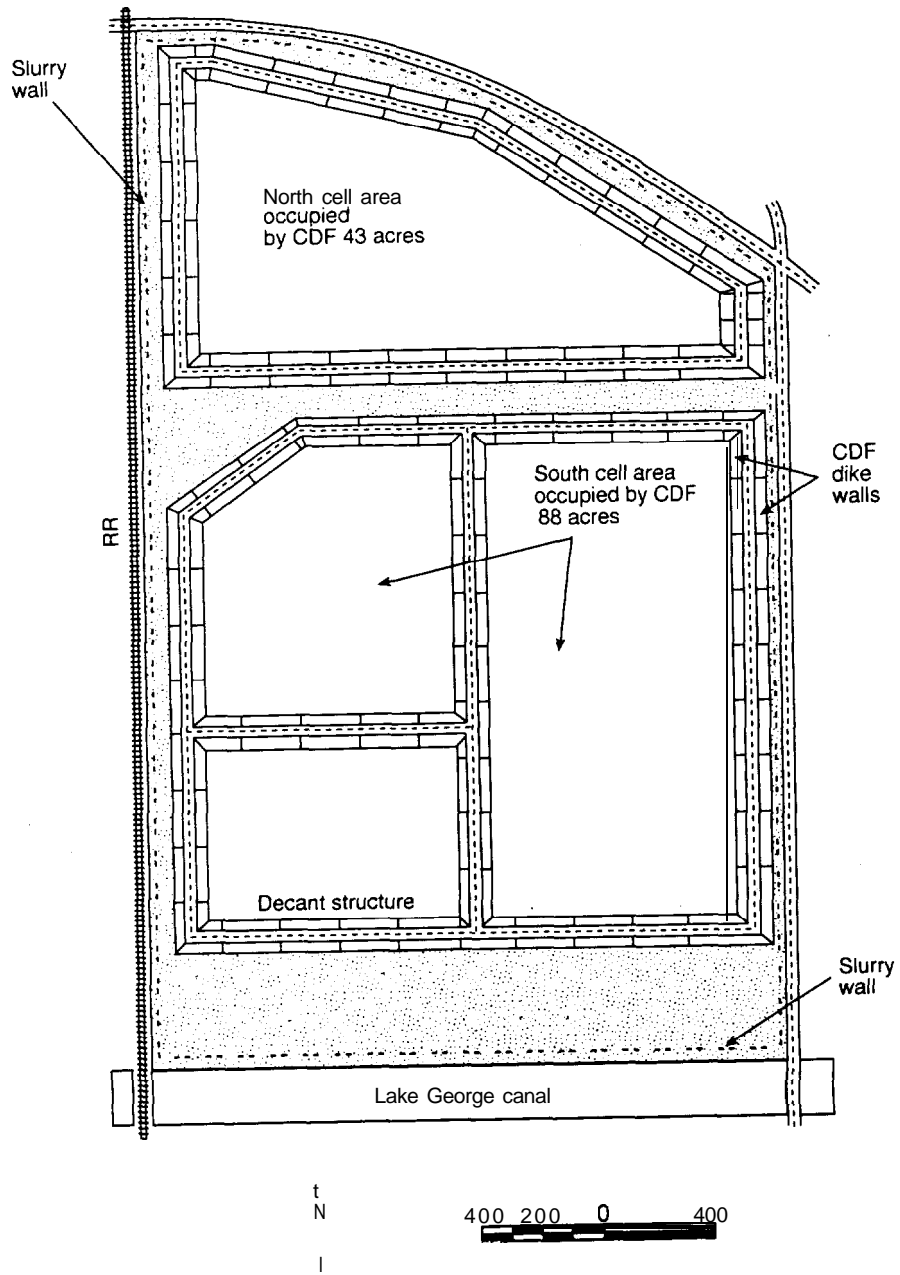 Slurry
wall
North cell area
occupied
by CDF 43 acres
South cell area
occupied by CDF
88 acres
CDF
dike
walls
RR
Decant structure
Slurry
wall
Lake George canal
t
N
400 200 0 400